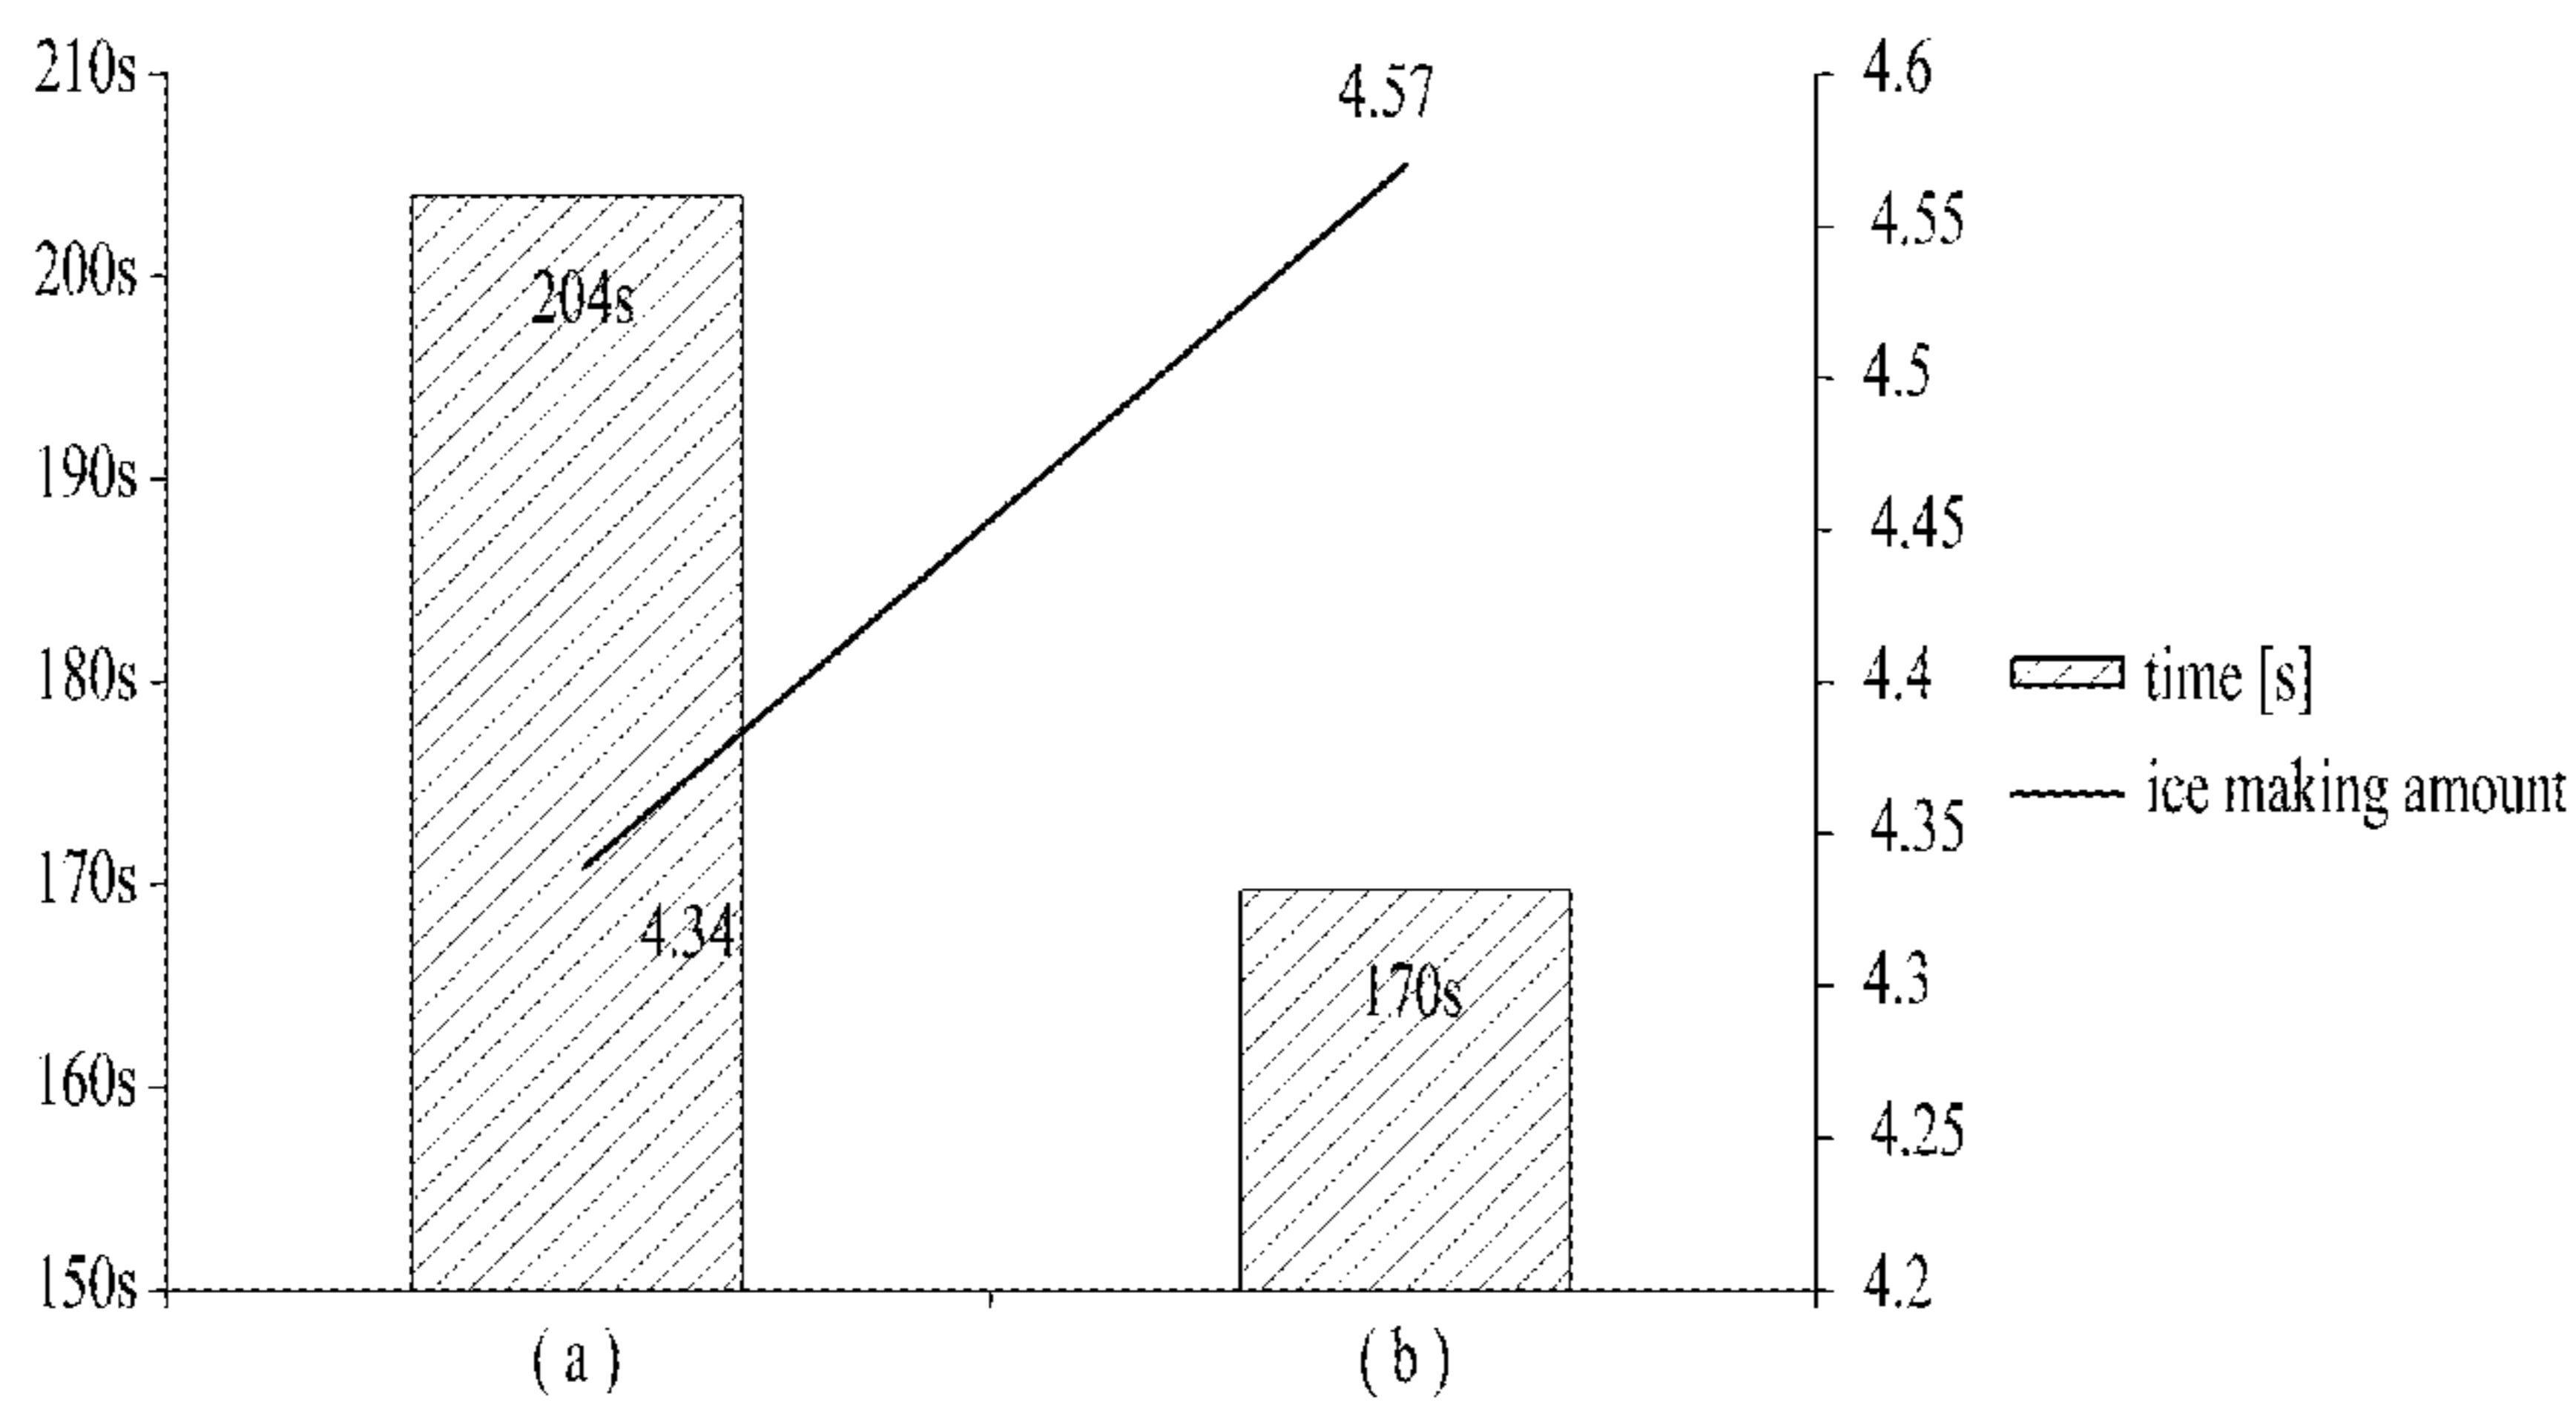 210s
200s
190s
180s
170s
160s
150s
204s
4.34
4.57
170s
4.6
4.55
4.5
4.45
4.4
4.35
4.3
4.25
4.2
time [s]
ice making amount
( a )
( b )